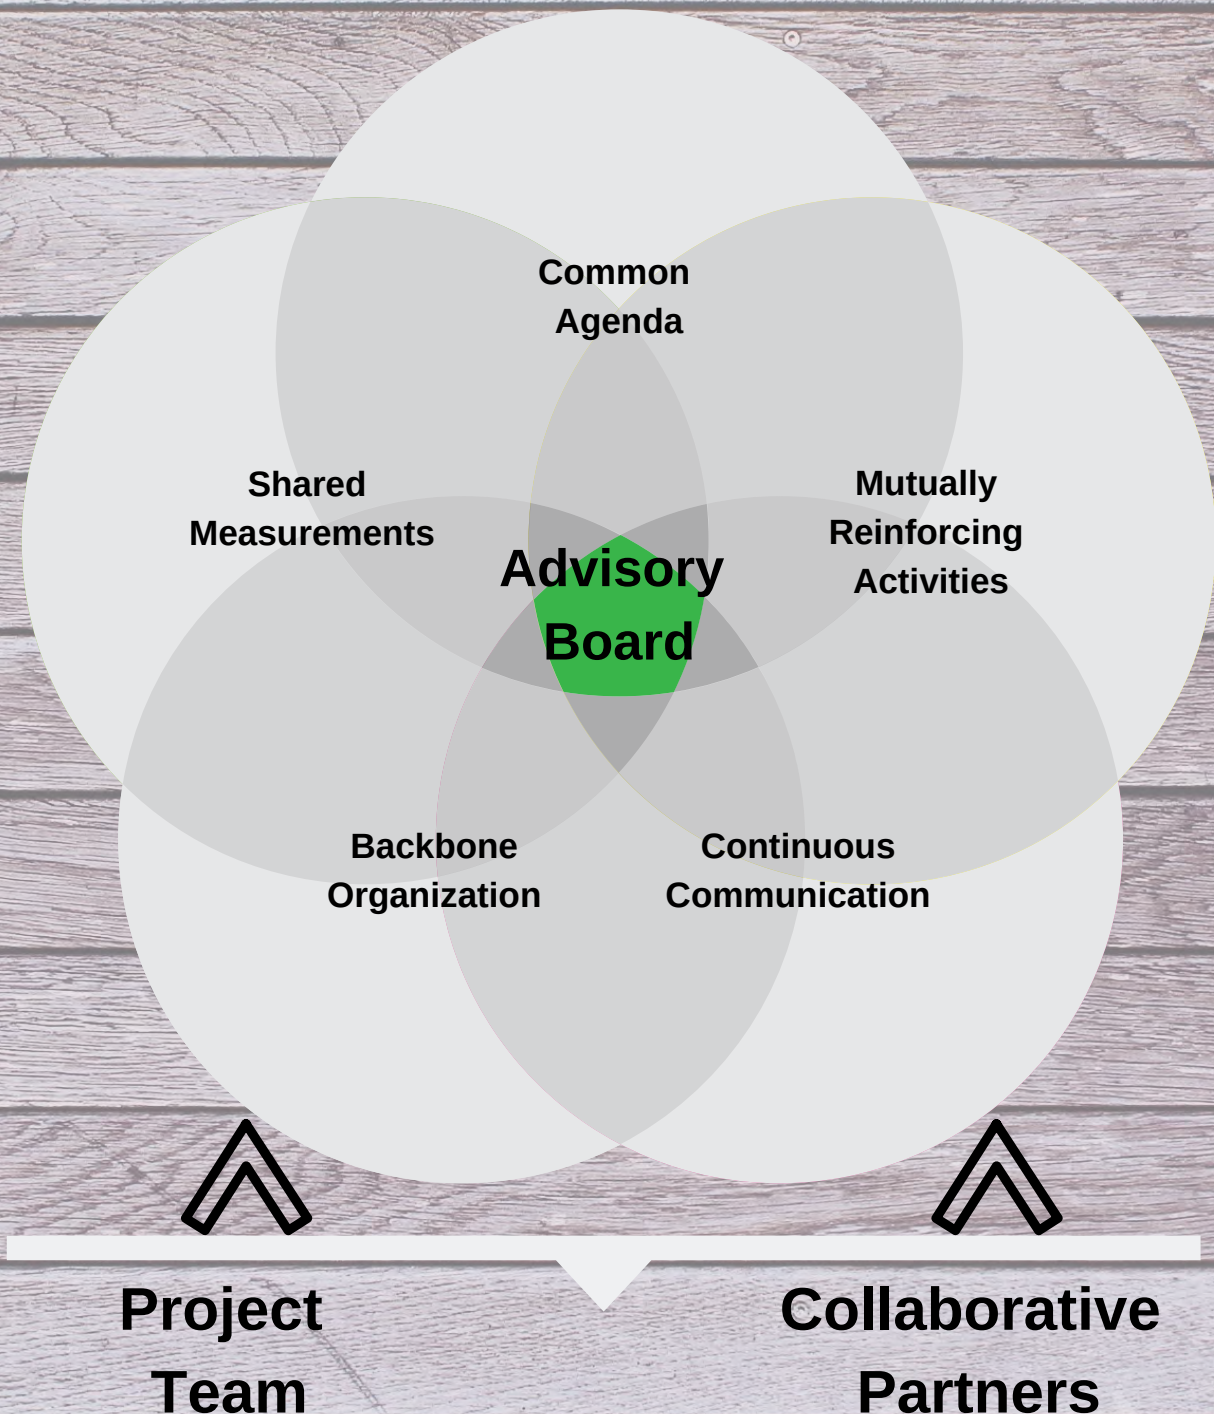 Common
Agenda
Shared
Measurements
Mutually
Reinforcing
Activities
Advisory
Board
Backbone
Organization
Continuous
Communication
Project
Team
Collaborative
Partners